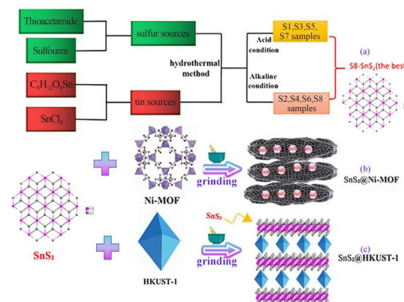 Thioacetamide
Sulfourea
C₈H₁₂O₈Sn
SnCl₄
sulfur sources
tin sources
hydrothermal
method
Acid
condition
Alkaline
condition
S1,S3,S5,
S7 samples
S2,S4,S6,S8
samples
(a)
S8-SnS₂(the best
Ni-MOF
grinding
(b)
SnS₂@Ni-MOF
SnS₂
HKUST-1
grinding
SnS₂
(c)
SnS₂@HKUST-1